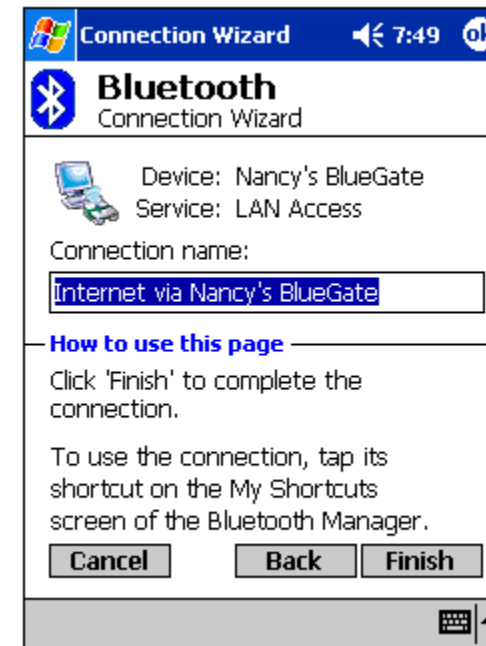 Connection Wizard 7:49 ok
Bluetooth
Connection Wizard
Device: Nancy's BlueGate
Service: LAN Access
Connection name:
Internet via Nancy's BlueGate
How to use this page
Click 'Finish' to complete the
connection.
To use the connection, tap its
shortcut on the My Shortcuts
screen of the Bluetooth Manager.
Cancel Back Finish